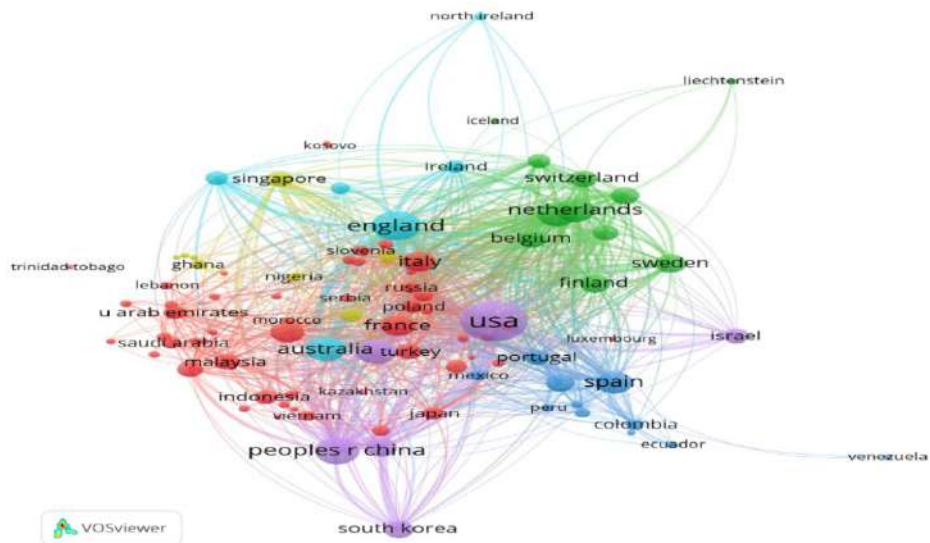 north ireland
liechtenstein
iceland
kosovo
ireland
singapore
switzerland
netherlands
england
belgium
slovenia
italy
sweden
trinidad-tobago
ghana
nigeria
lebanon
russia
finland
serbia
poland
u arab emirates
morocco
france
usa
saudi arabia
australia
turkey
luxembourg
israel
malaysia
portugal
mexico
spain
kazakhstan
indonesia
vietnam
japan
peru
columbia
ecuador
peoples r china
venezuela
south korea
VOSviewer